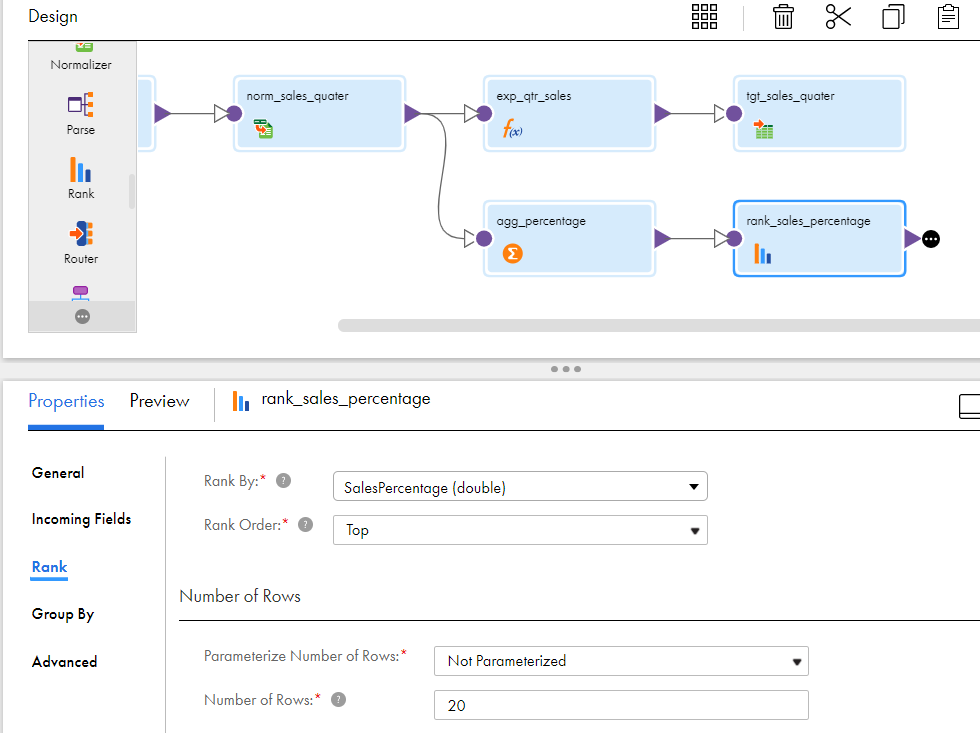 Design
Normalizer
Parse
Rank
Router
norm_sales_quater
exp_qtr_sales
f(x)
tgt_sales_quater
agg_percentage
Σ
rank_sales_percentage
Properties
Preview
rank_sales_percentage
General
Incoming Fields
Rank
Group By
Advanced
Rank By:* ?
SalesPercentage (double)
Rank Order:* ?
Top
Number of Rows
Parameterize Number of Rows:*
Not Parameterized
Number of Rows:* ?
20